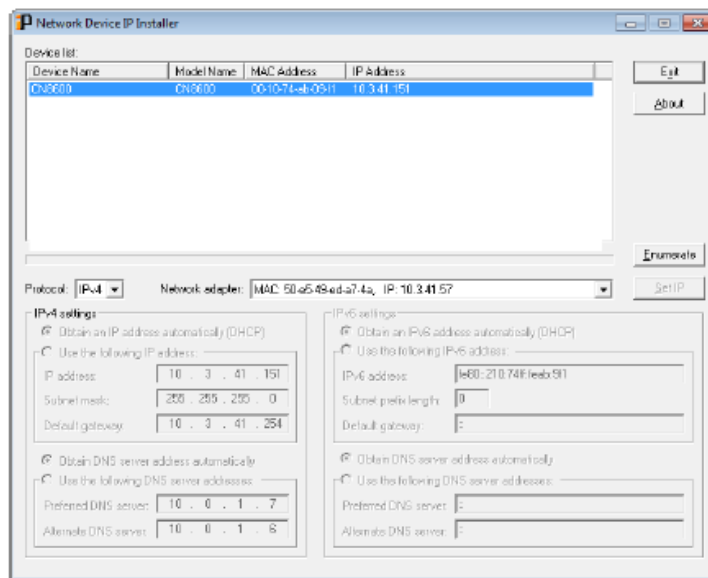 Network Device IP Installer
Device list:
Device Name Model Name MAC Address IP Address
CN8600 CN8600 00-10-74-ab-09-f1 10.3.41.151
Exit
About
Enumerate
Protocol: IPv4 Network adapter: MAC: 50-e5-49-ed-a7-4a, IP: 10.3.41.57
Set IP
IPv4 settings
Obtain an IP address automatically (DHCP)
Use the following IP address:
IP address: 10 . 3 . 41 . 151
Subnet mask: 255 . 255 . 255 . 0
Default gateway: 10 . 3 . 41 . 254
Obtain DNS server address automatically
Use the following DNS server addresses:
Preferred DNS server: 10 . 0 . 1 . 7
Alternate DNS server: 10 . 0 . 1 . 6
IPv6 settings
Obtain an IPv6 address automatically (DHCP)
Use the following IPv6 address:
IPv6 address: fe80::210:74ff:feab:9f1
Subnet prefix length: 0
Default gateway: ::
Obtain DNS server address automatically
Use the following DNS server addresses:
Preferred DNS server: ::
Alternate DNS server: ::